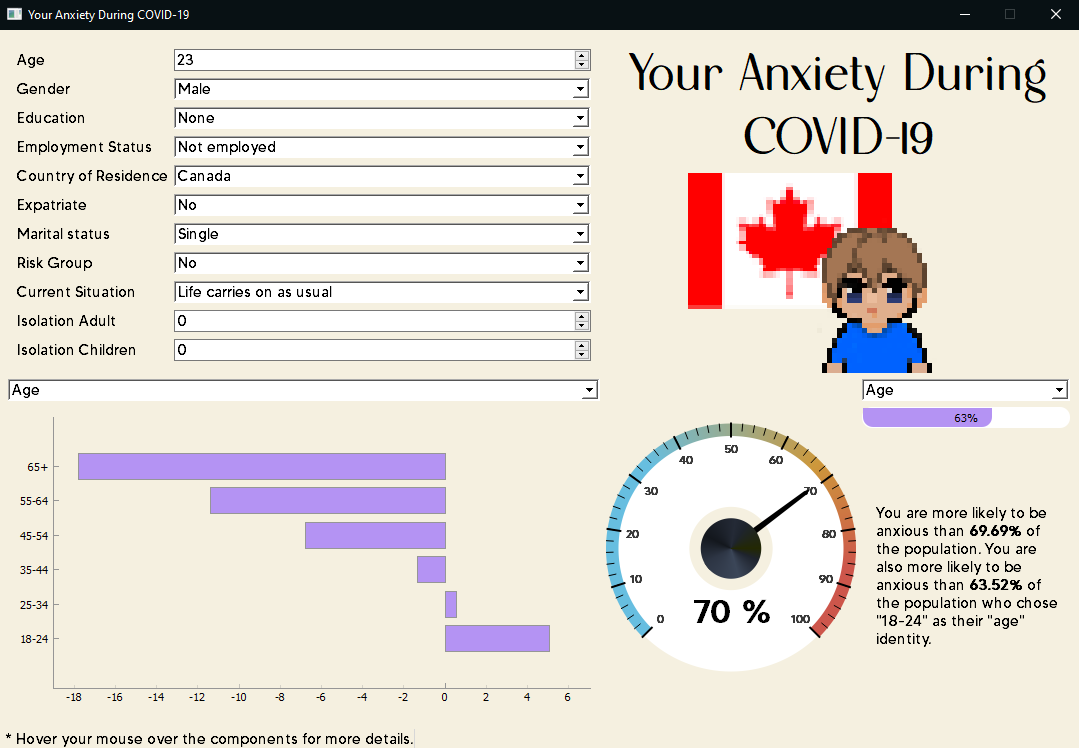 Your Anxiety During COVID-19
Age 23
Gender Male
Education None
Employment Status Not employed
Country of Residence Canada
Expatriate No
Marital status Single
Risk Group No
Current Situation Life carries on as usual
Isolation Adult 0
Isolation Children 0
Your Anxiety During
COVID-19
Age
65+
55-64
45-54
35-44
25-34
18-24
-18 -16 -14 -12 -10 -8 -6 -4 -2 0 2 4 6
Age
63%
0
10
20
30
40
50
60
70
80
90
100
70 %
You are more likely to be
anxious than 69.69% of
the population. You are
also more likely to be
anxious than 63.52% of
the population who chose
"18-24" as their "age"
identity.
* Hover your mouse over the components for more details.